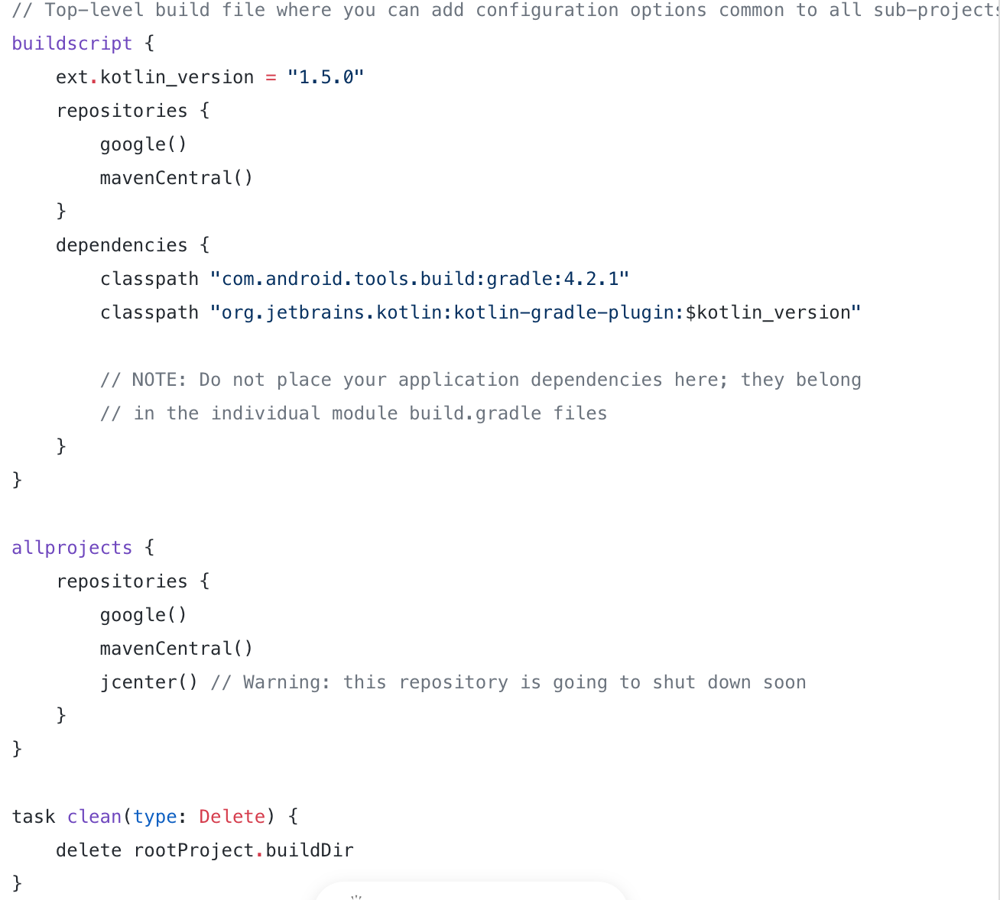 // Top-level build file where you can add configuration options common to all sub-projects
buildscript {
    ext.kotlin_version = "1.5.0"
    repositories {
        google()
        mavenCentral()
    }
    dependencies {
        classpath "com.android.tools.build:gradle:4.2.1"
        classpath "org.jetbrains.kotlin:kotlin-gradle-plugin:$kotlin_version"

        // NOTE: Do not place your application dependencies here; they belong
        // in the individual module build.gradle files
    }
}

allprojects {
    repositories {
        google()
        mavenCentral()
        jcenter() // Warning: this repository is going to shut down soon
    }
}

task clean(type: Delete) {
    delete rootProject.buildDir
}